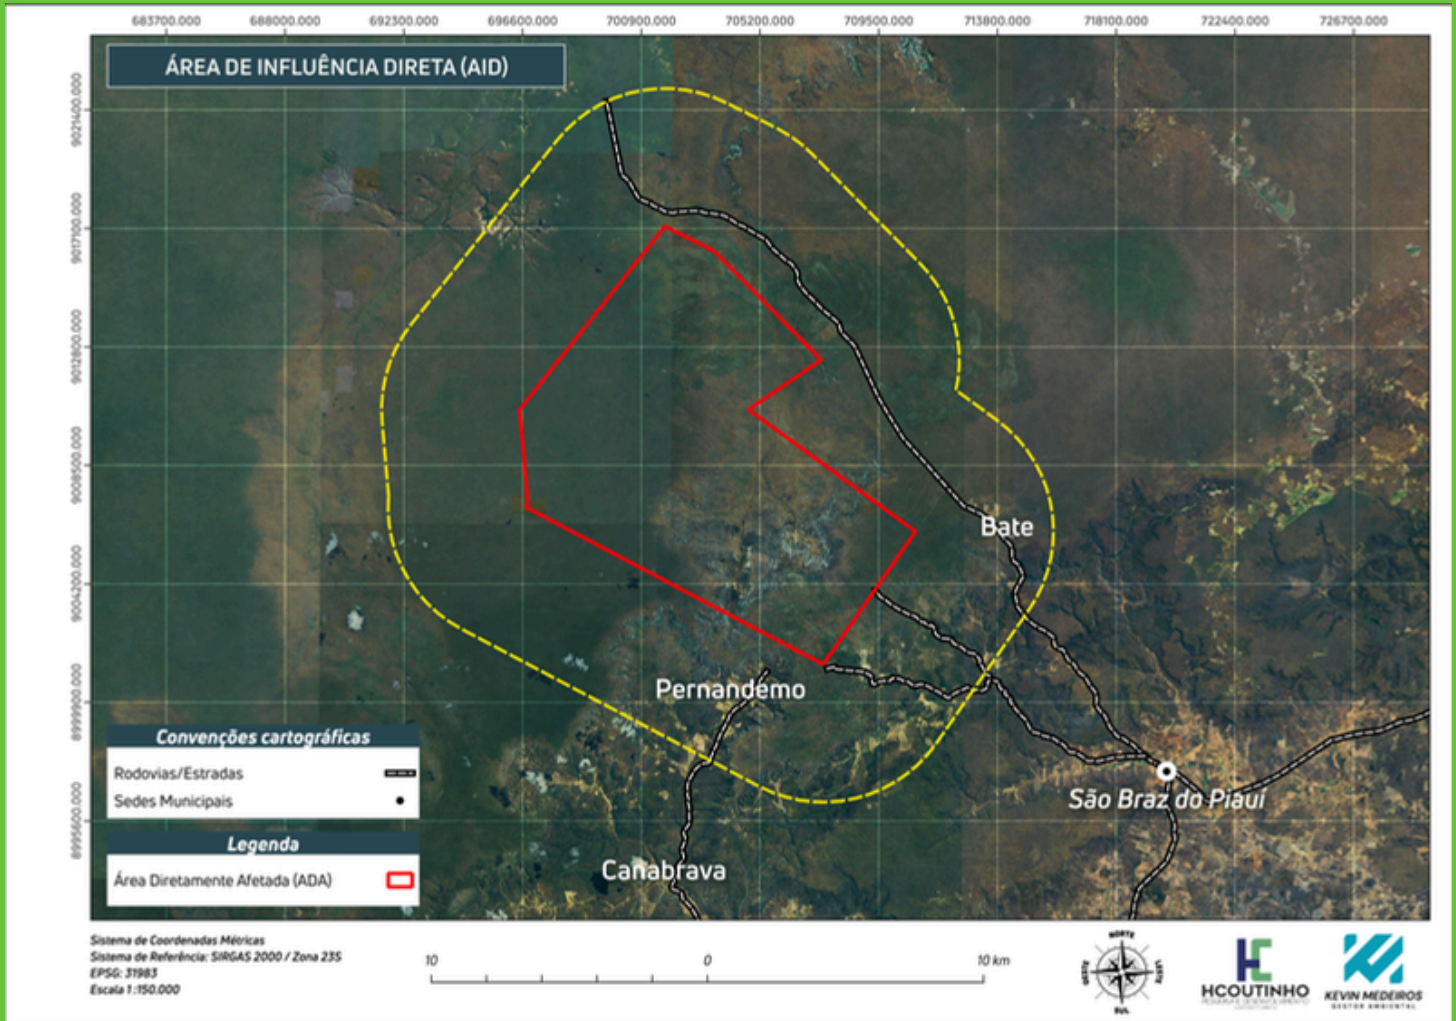 683700.000 688000.000 692300.000 696600.000 700900.000 705200.000 709500.000 713800.000 718100.000 722400.000 726700.000
ÁREA DE INFLUÊNCIA DIRETA (AID)
9021400.000
9017100.000
9012800.000
9008500.000
9004200.000
8999900.000
8995600.000
Bate
Pernandemo
São Braz do Piauí
Canabrava
Convenções cartográficas
Rodovias/Estradas
Sedes Municipais
Legenda
Área Diretamente Afetada (ADA)
Sistema de Coordenadas Métricas
Sistema de Referência: SIRGAS 2000 / Zona 23S
EPSG: 31983
Escala 1:150.000
10 0 10 km
NORTE
OESTE
LESTE
SUL
HCOUTINHO
KEVIN MEDEIROS
GESTOR AMBIENTAL